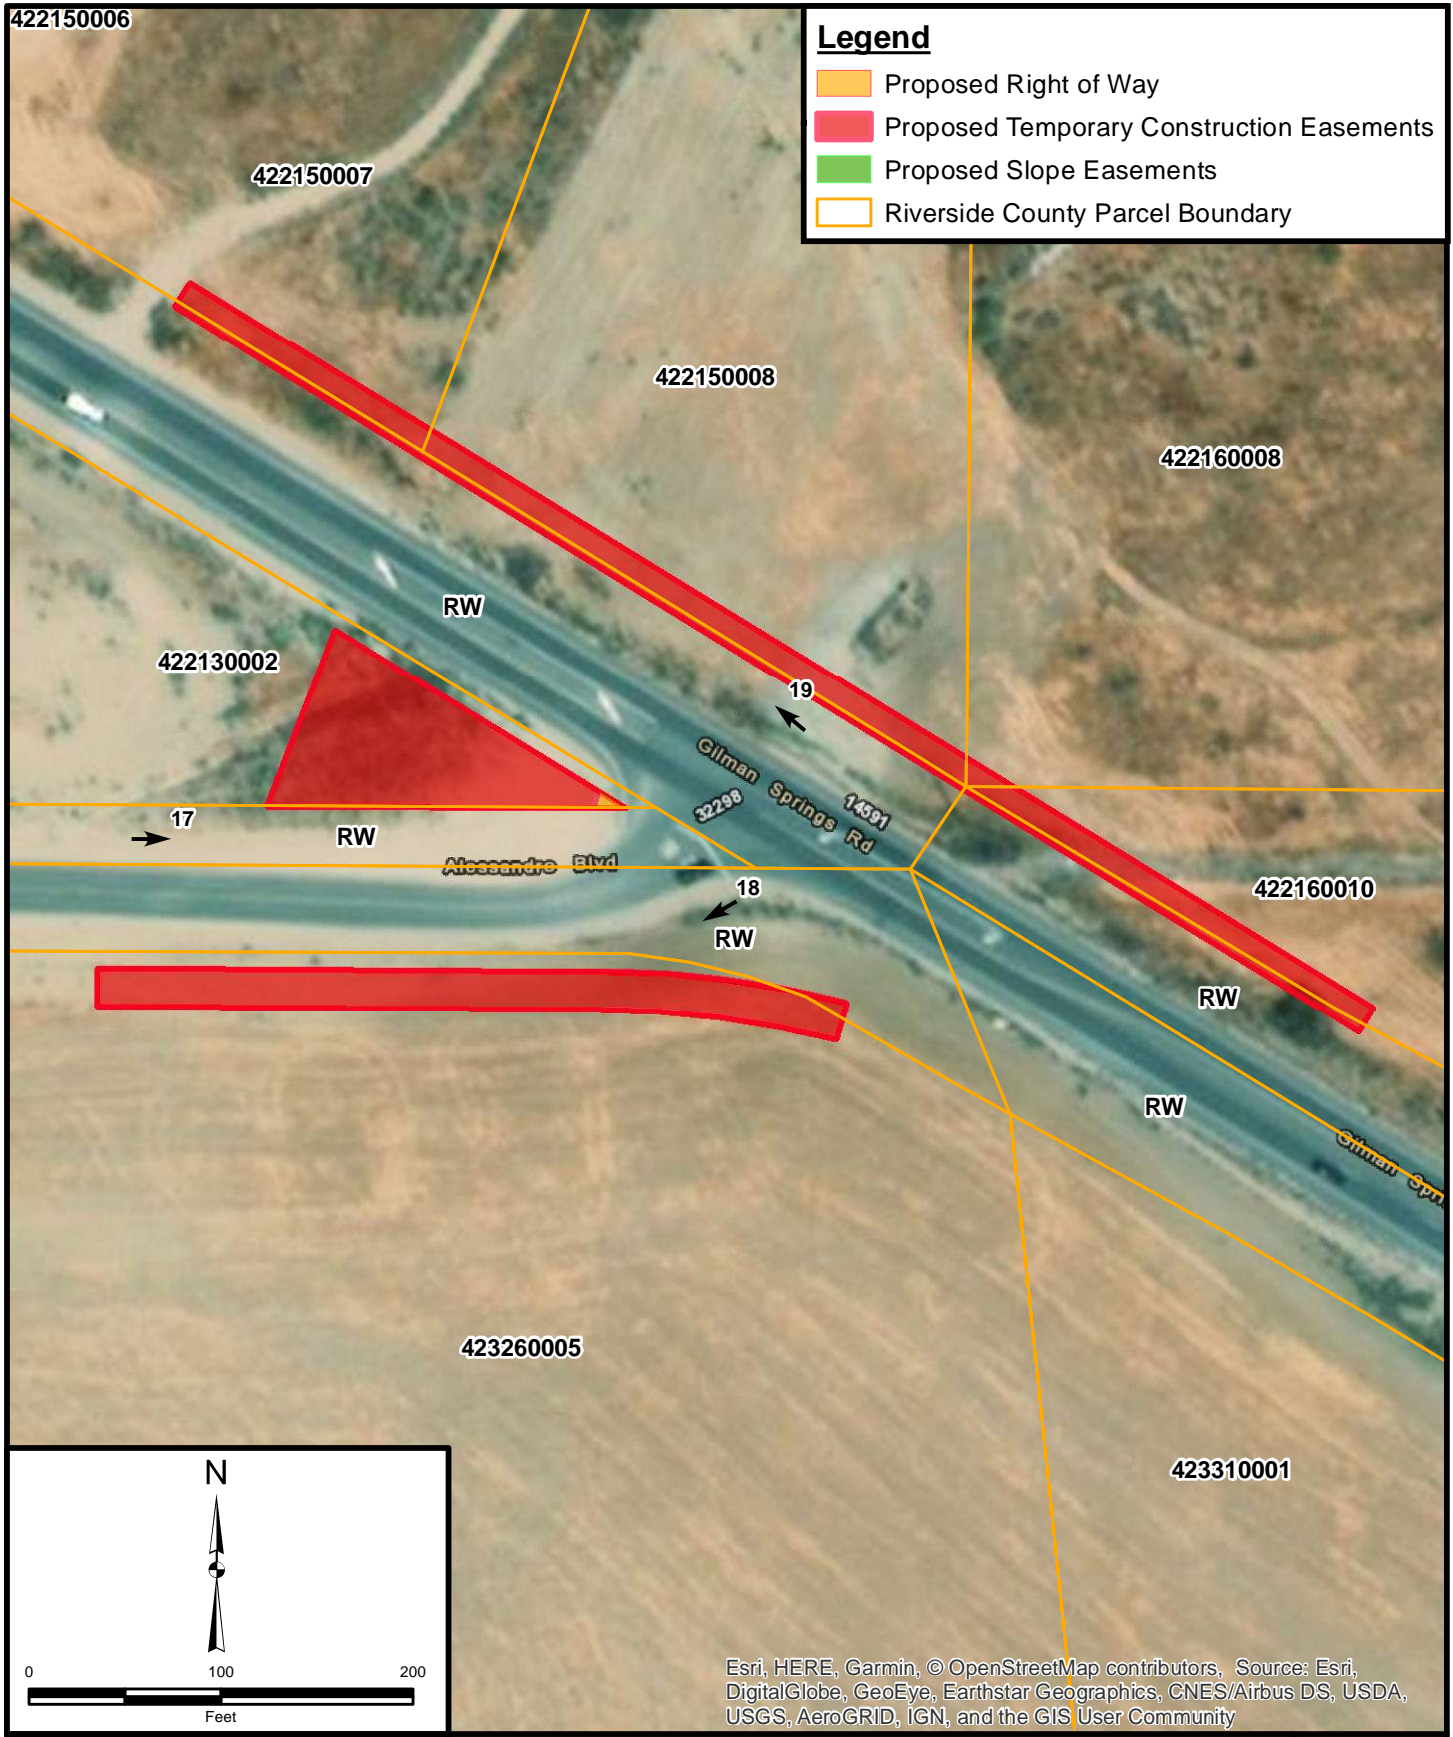 422150006
Legend
Proposed Right of Way
Proposed Temporary Construction Easements
Proposed Slope Easements
Riverside County Parcel Boundary
422150007
422150008
422160008
RW
422130002
19
Gilman Springs Rd
32298
14591
17
RW
Alessandro Blvd
18
RW
422160010
RW
RW
Gilman Spri
423260005
423310001
N
0 100 200
Feet
Esri, HERE, Garmin, © OpenStreetMap contributors, Source: Esri,
DigitalGlobe, GeoEye, Earthstar Geographics, CNES/Airbus DS, USDA,
USGS, AeroGRID, IGN, and the GIS User Community